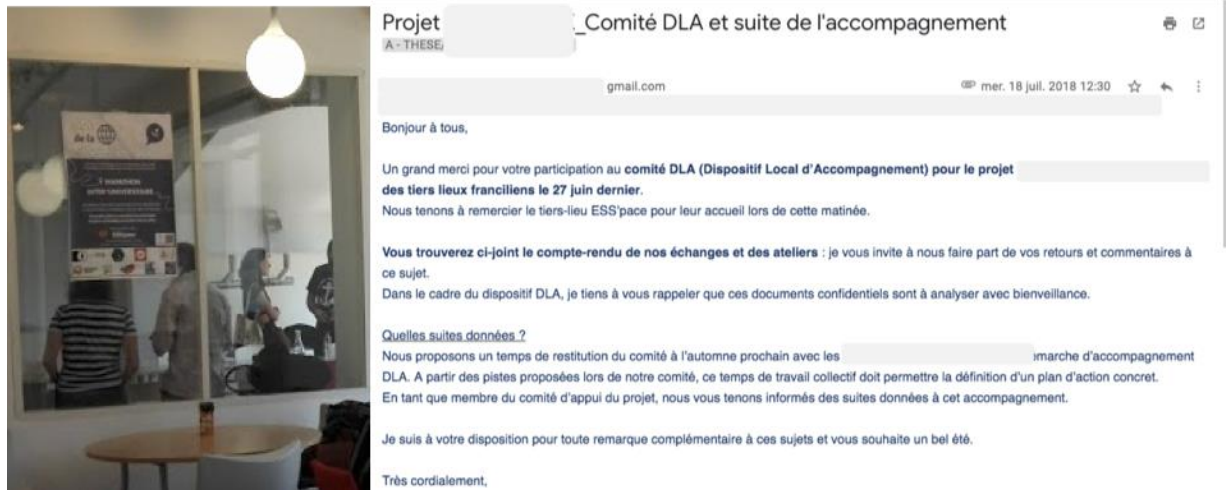 de la
Projet _Comité DLA et suite de l'accompagnement
A - THESE/
gmail.com
mer. 18 juil. 2018 12:30
Bonjour à tous,
Un grand merci pour votre participation au comité DLA (Dispositif Local d'Accompagnement) pour le projet
des tiers lieux franciliens le 27 juin dernier.
Nous tenons à remercier le tiers-lieu ESS'pace pour leur accueil lors de cette matinée.
Vous trouverez ci-joint le compte-rendu de nos échanges et des ateliers : je vous invite à nous faire part de vos retours et commentaires à
ce sujet.
Dans le cadre du dispositif DLA, je tiens à vous rappeler que ces documents confidentiels sont à analyser avec bienveillance.
Quelles suites données ?
Nous proposons un temps de restitution du comité à l'automne prochain avec les emarche d'accompagnement
DLA. A partir des pistes proposées lors de notre comité, ce temps de travail collectif doit permettre la définition d'un plan d'action concret.
En tant que membre du comité d'appui du projet, nous vous tenons informés des suites données à cet accompagnement.
Je suis à votre disposition pour toute remarque complémentaire à ces sujets et vous souhaite un bel été.
Très cordialement,